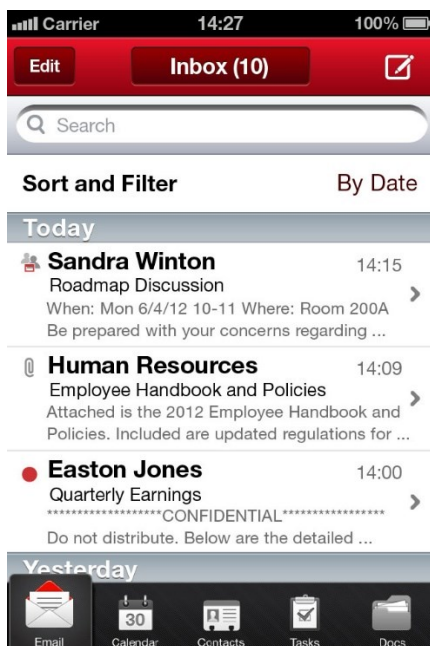 Carrier 14:27 100%
Edit Inbox (10)
Search
Sort and Filter By Date
Today
Sandra Winton 14:15
Roadmap Discussion
When: Mon 6/4/12 10-11 Where: Room 200A
Be prepared with your concerns regarding ...
Human Resources 14:09
Employee Handbook and Policies
Attached is the 2012 Employee Handbook and
Policies. Included are updated regulations for ...
Easton Jones 14:00
Quarterly Earnings
*******************CONFIDENTIAL*****************
Do not distribute. Below are the detailed ...
Yesterday
30
Email Calendar Contacts Tasks Docs